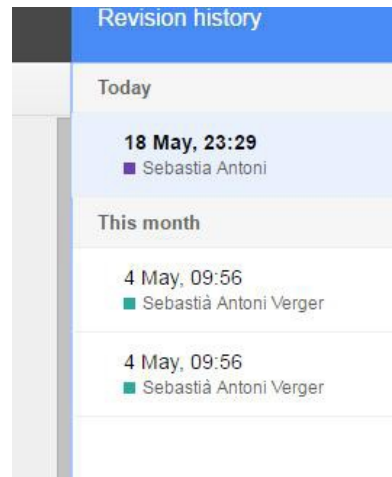 Revision history
Today
18 May, 23:29
Sebastia Antoni
This month
4 May, 09:56
Sebastià Antoni Verger
4 May, 09:56
Sebastià Antoni Verger